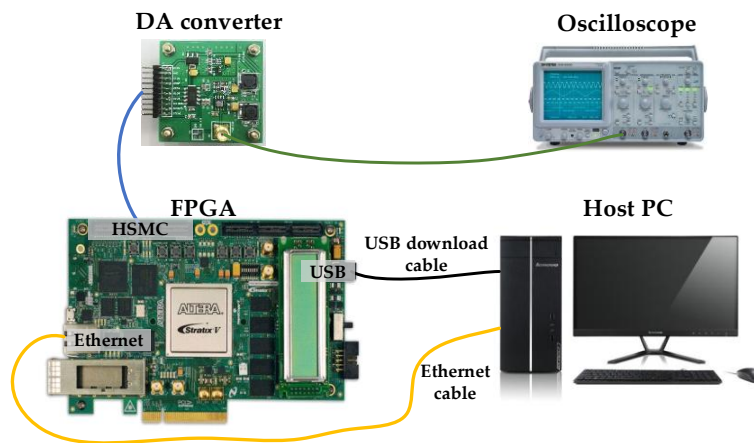 DA converter
Oscilloscope
FPGA
Host PC
HSMC
USB download
cable
USB
ALTERA
Stratix V
Ethernet
Ethernet
cable